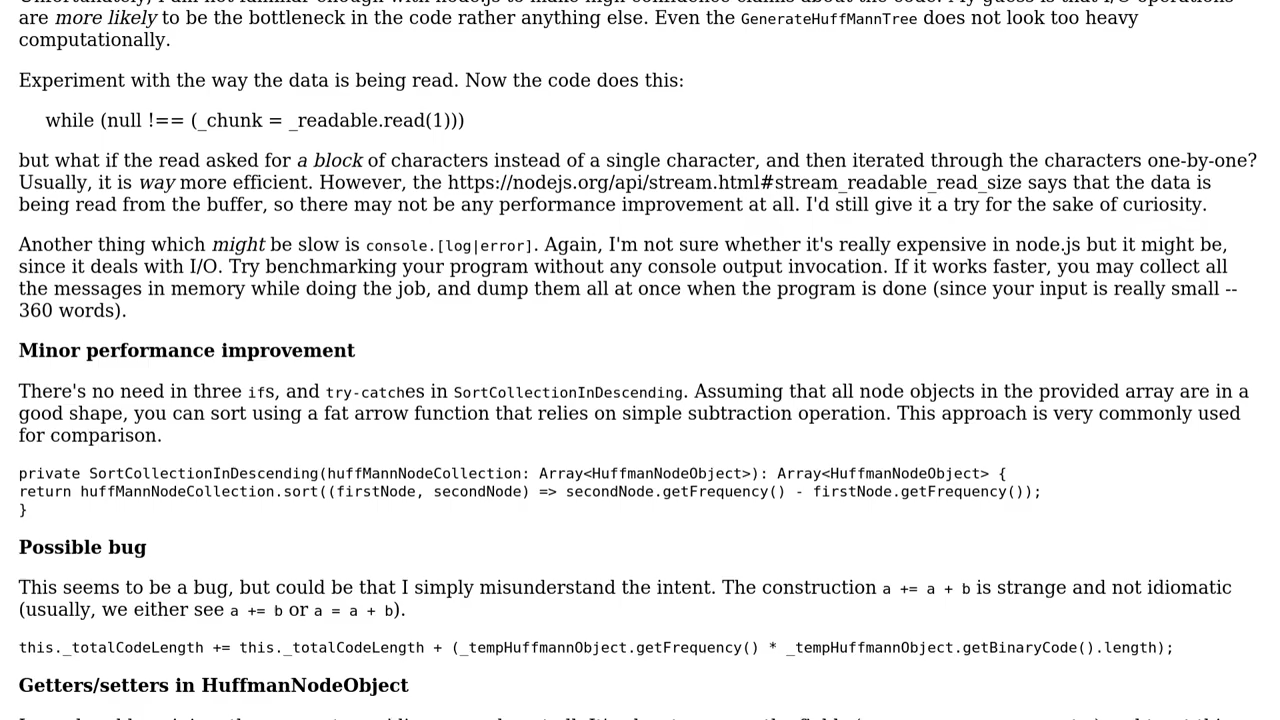 are more likely to be the bottleneck in the code rather anything else. Even the GenerateHuffMannTree does not look too heavy
computationally.
Experiment with the way the data is being read. Now the code does this:
while (null !== (_chunk = _readable.read(1)))
but what if the read asked for a block of characters instead of a single character, and then iterated through the characters one-by-one?
Usually, it is way more efficient. However, the https://nodejs.org/api/stream.html#stream_readable_read_size says that the data is
being read from the buffer, so there may not be any performance improvement at all. I'd still give it a try for the sake of curiosity.
Another thing which might be slow is console.[log|error]. Again, I'm not sure whether it's really expensive in node.js but it might be,
since it deals with I/O. Try benchmarking your program without any console output invocation. If it works faster, you may collect all
the messages in memory while doing the job, and dump them all at once when the program is done (since your input is really small --
360 words).
Minor performance improvement
There's no need in three ifs, and try-catches in SortCollectionInDescending. Assuming that all node objects in the provided array are in a
good shape, you can sort using a fat arrow function that relies on simple subtraction operation. This approach is very commonly used
for comparison.
private SortCollectionInDescending(huffMannNodeCollection: Array<HuffmanNodeObject>): Array<HuffmanNodeObject> {
return huffMannNodeCollection.sort((firstNode, secondNode) => secondNode.getFrequency() - firstNode.getFrequency());
}
Possible bug
This seems to be a bug, but could be that I simply misunderstand the intent. The construction a += a + b is strange and not idiomatic
(usually, we either see a += b or a = a + b).
this._totalCodeLength += this._totalCodeLength + (_tempHuffmannObject.getFrequency() * _tempHuffmannObject.getBinaryCode().length);
Getters/setters in HuffmanNodeObject